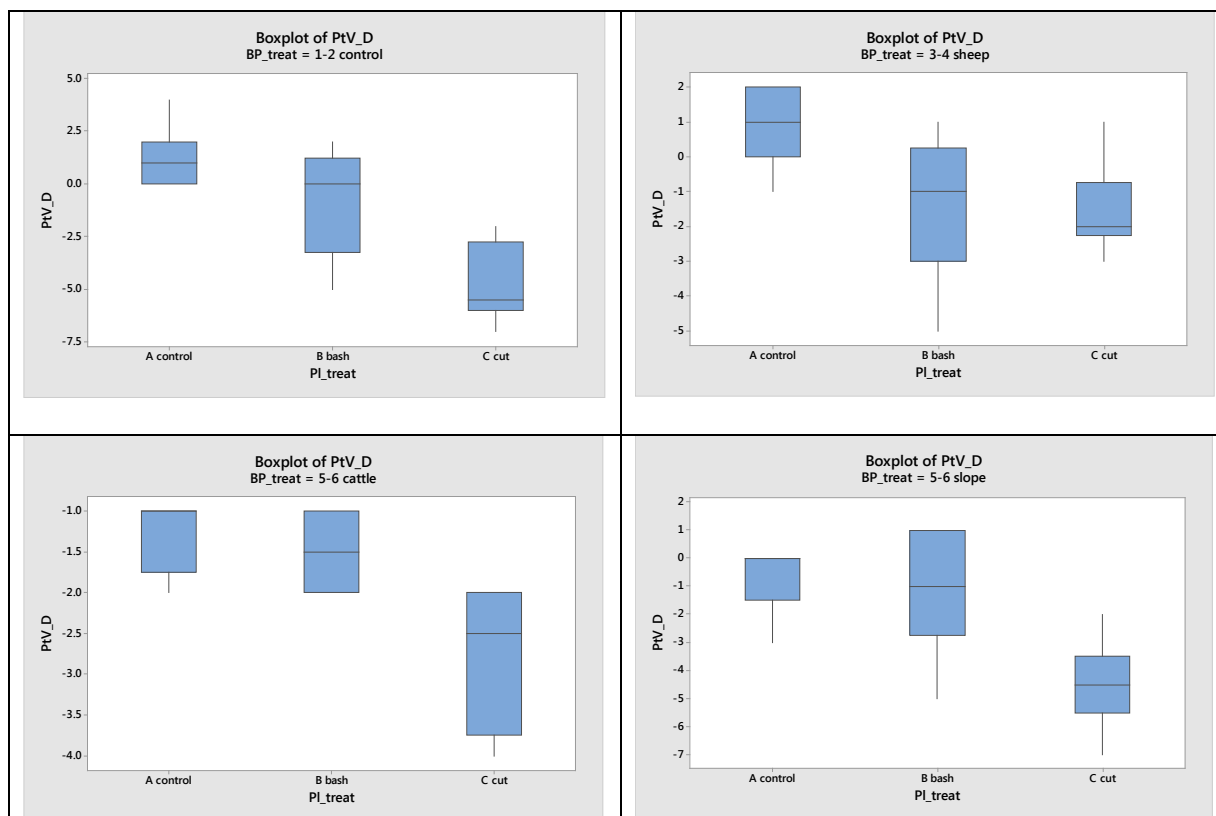 Boxplot of PtV_D
BP_treat = 1-2 control
5.0
2.5
0.0
-2.5
-5.0
-7.5
PtV_D
A control B bash C cut
Pl_treat
Boxplot of PtV_D
BP_treat = 3-4 sheep
2
1
0
-1
-2
-3
-4
-5
PtV_D
A control B bash C cut
Pl_treat
Boxplot of PtV_D
BP_treat = 5-6 cattle
-1.0
-1.5
-2.0
-2.5
-3.0
-3.5
-4.0
PtV_D
A control B bash C cut
Pl_treat
Boxplot of PtV_D
BP_treat = 5-6 slope
2
1
0
-1
-2
-3
-4
-5
-6
-7
PtV_D
A control B bash C cut
Pl_treat